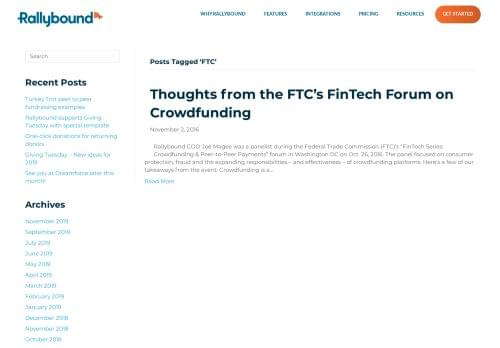 Rallybound
WHY RALLYBOUND
FEATURES
INTEGRATIONS
PRICING
RESOURCES
GET STARTED
Search
Recent Posts
Turkey Trot peer to peer
fundraising examples
Rallybound supports Giving
Tuesday with special template
One-click donations for returning
donors
Giving Tuesday – New ideas for
2019
See you at Dreamforce later this
month!
Archives
November 2019
September 2019
July 2019
June 2019
May 2019
April 2019
March 2019
February 2019
January 2019
December 2018
November 2018
October 2018
Posts Tagged ‘FTC’
Thoughts from the FTC’s FinTech Forum on
Crowdfunding
November 2, 2016
Rallybound COO Joe Magee was a panelist during the Federal Trade Commission (FTC)’s “FinTech Series:
Crowdfunding & Peer-to-Peer Payments” forum in Washington DC on Oct. 26, 2016. The panel focused on consumer
protection, fraud and the expanding responsibilities – and effectiveness – of crowdfunding platforms. Here’s a few of our
takeaways from the event: Crowdfunding is a...
Read More